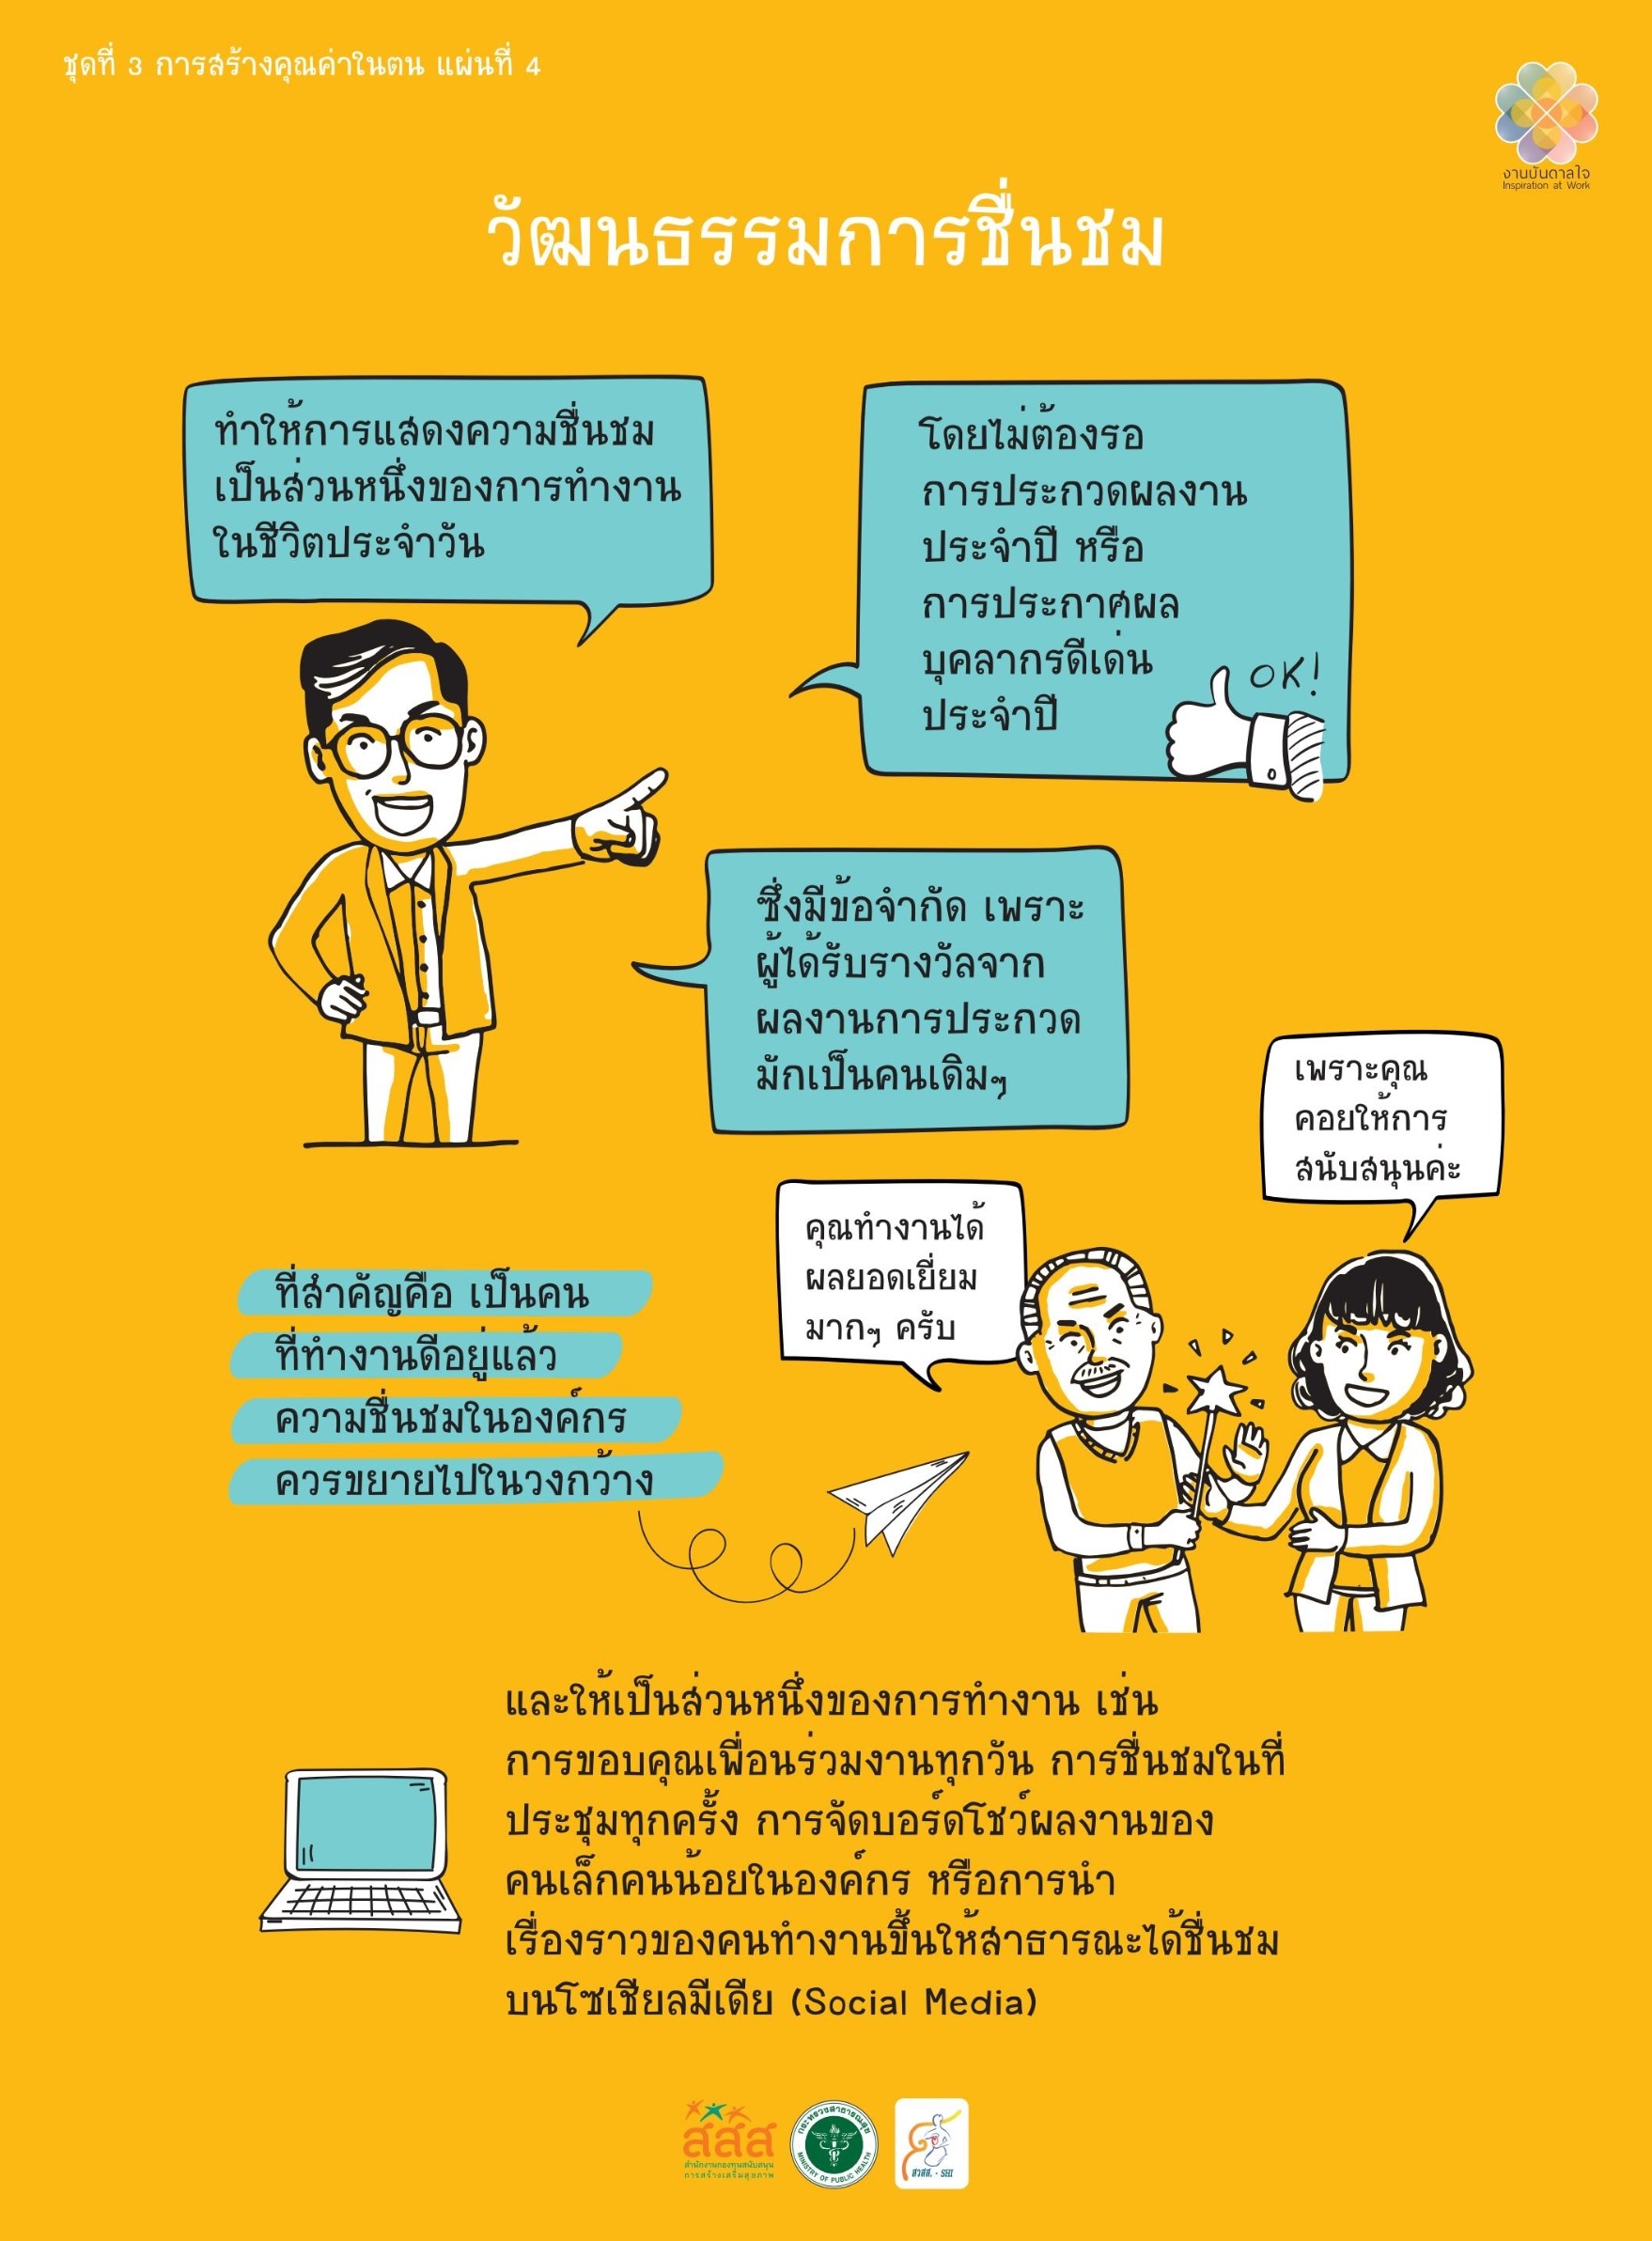 ชุดที่ 3 การสร้างคุณค่าในตน แผ่นที่ 4
งานบันดาลใจ
Inspiration at Work
วัฒนธรรมการชื่นชม
ทำให้การแสดงความชื่นชม
เป็นส่วนหนึ่งของการทำงาน
ในชีวิตประจำวัน
โดยไม่ต้องรอ
การประกวดผลงาน
ประจำปี หรือ
การประกาศผล
บุคลากรดีเด่น
ประจำปี
OK!
ซึ่งมีข้อจำกัด เพราะ
ผู้ได้รับรางวัลจาก
ผลงานการประกวด
มักเป็นคนเดิมๆ
เพราะคุณ
คอยให้การ
สนับสนุนค่ะ
คุณทำงานได้
ผลยอดเยี่ยม
มากๆ ครับ
ที่สำคัญคือ เป็นคน
ที่ทำงานดีอยู่แล้ว
ความชื่นชมในองค์กร
ควรขยายไปในวงกว้าง
และให้เป็นส่วนหนึ่งของการทำงาน เช่น
การขอบคุณเพื่อนร่วมงานทุกวัน การชื่นชมในที่
ประชุมทุกครั้ง การจัดบอร์ดโชว์ผลงานของ
คนเล็กคนน้อยในองค์กร หรือการนำ
เรื่องราวของคนทำงานขึ้นให้สาธารณะได้ชื่นชม
บนโซเชียลมีเดีย (Social Media)
สสส
สำนักงานกองทุนสนับสนุน
การสร้างเสริมสุขภาพ
กระทรวงสาธารณสุข
MINISTRY OF PUBLIC HEALTH
สวสส. - SHI